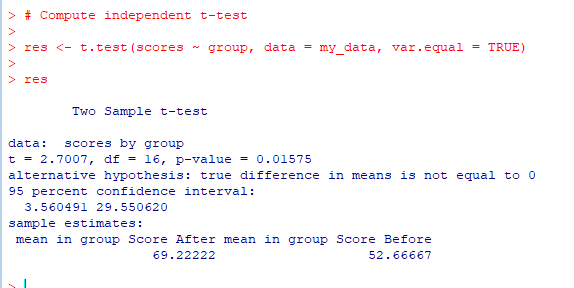 > # Compute independent t-test
>
> res <- t.test(scores ~ group, data = my_data, var.equal = TRUE)
>
> res
Two Sample t-test
data:  scores by group
t = 2.7007, df = 16, p-value = 0.01575
alternative hypothesis: true difference in means is not equal to 0
95 percent confidence interval:
3.560491 29.550620
sample estimates:
mean in group Score After mean in group Score Before
69.22222 52.66667
>